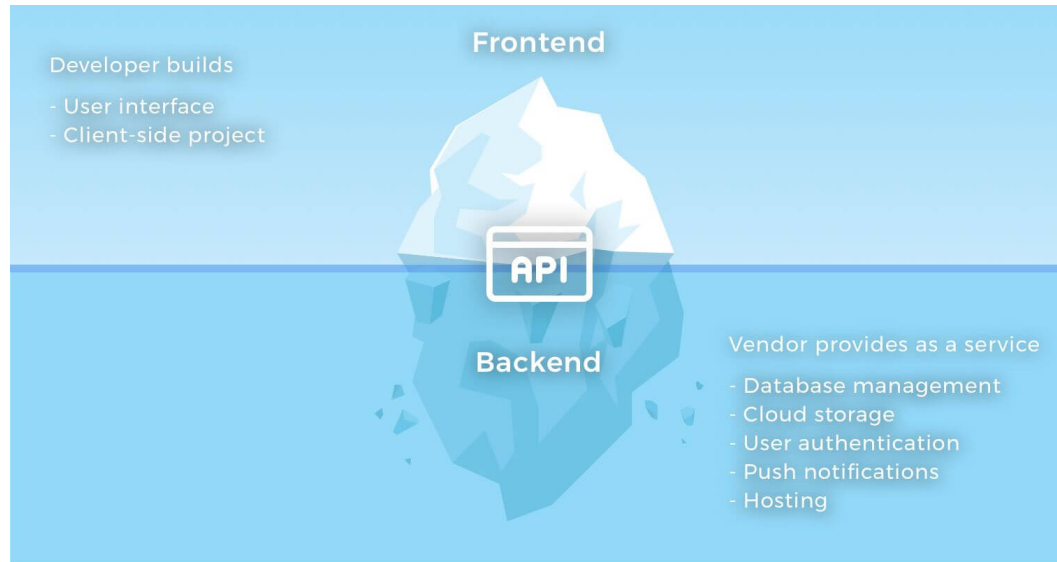 Frontend
Developer builds
- User interface
- Client-side project
API
Backend
Vendor provides as a service
- Database management
- Cloud storage
- User authentication
- Push notifications
- Hosting